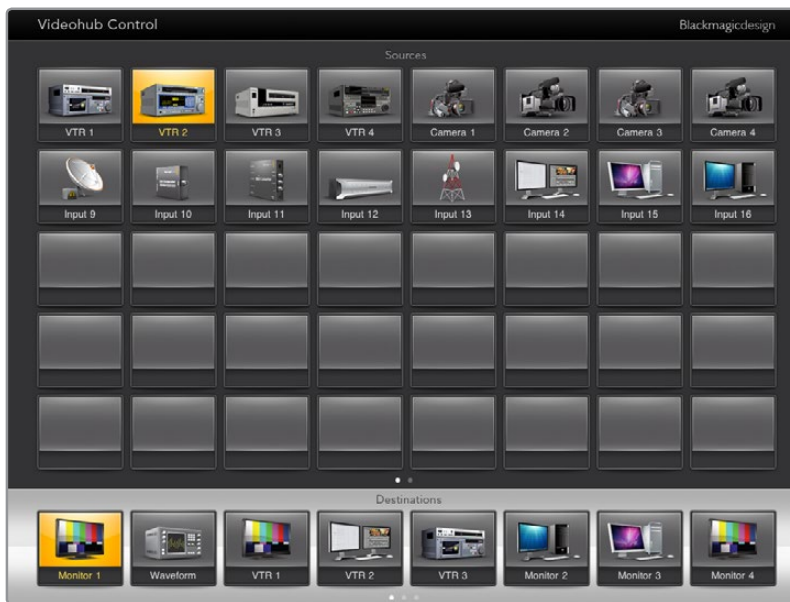 Videohub Control
Blackmagicdesign
Sources
VTR 1
VTR 2
VTR 3
VTR 4
Camera 1
Camera 2
Camera 3
Camera 4
Input 9
Input 10
Input 11
Input 12
Input 13
Input 14
Input 15
Input 16
Destinations
Monitor 1
Waveform
VTR 1
VTR 2
VTR 3
Monitor 2
Monitor 3
Monitor 4